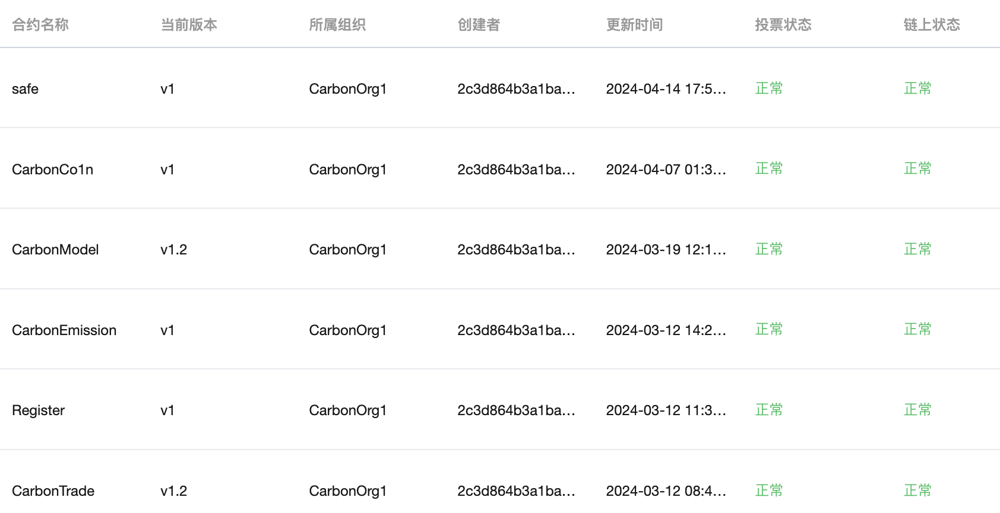 合约名称 当前版本 所属组织 创建者 更新时间 投票状态 链上状态
safe v1 CarbonOrg1 2c3d864b3a1ba... 2024-04-14 17:5... 正常 正常
CarbonCo1n v1 CarbonOrg1 2c3d864b3a1ba... 2024-04-07 01:3... 正常 正常
CarbonModel v1.2 CarbonOrg1 2c3d864b3a1ba... 2024-03-19 12:1... 正常 正常
CarbonEmission v1 CarbonOrg1 2c3d864b3a1ba... 2024-03-12 14:2... 正常 正常
Register v1 CarbonOrg1 2c3d864b3a1ba... 2024-03-12 11:3... 正常 正常
CarbonTrade v1.2 CarbonOrg1 2c3d864b3a1ba... 2024-03-12 08:4... 正常 正常